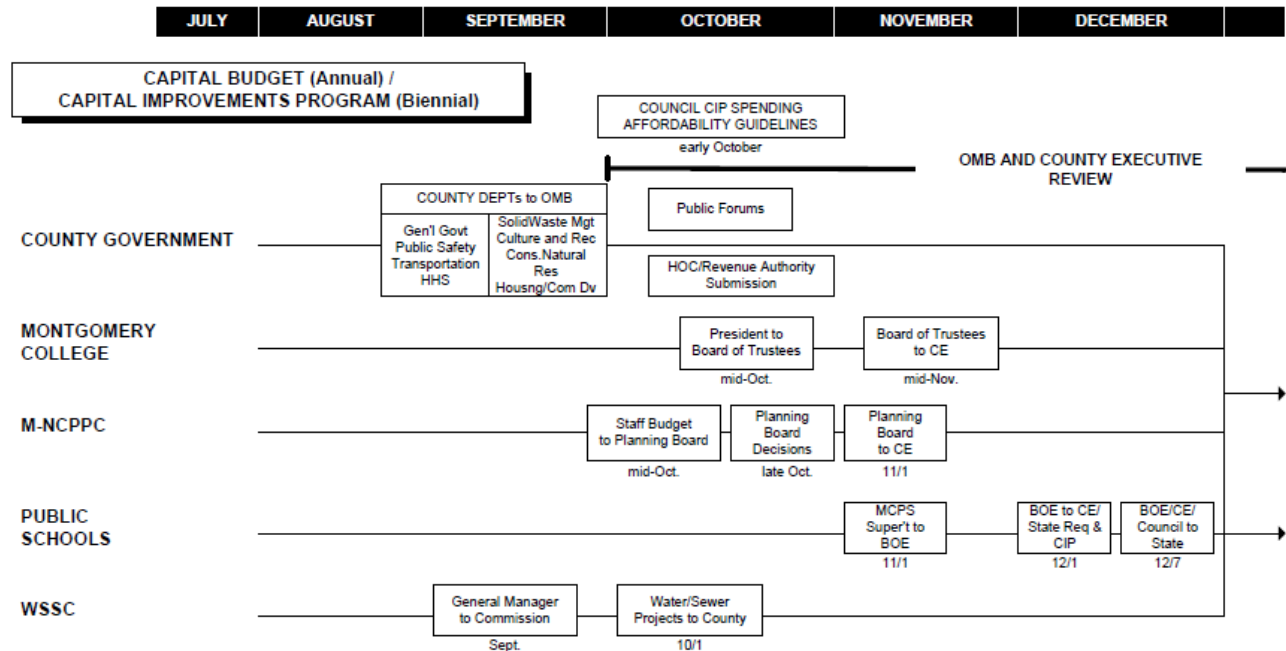 JULY AUGUST SEPTEMBER OCTOBER NOVEMBER DECEMBER
CAPITAL BUDGET (Annual) /
CAPITAL IMPROVEMENTS PROGRAM (Biennial)
COUNCIL CIP SPENDING
AFFORDABILITY GUIDELINES
early October
OMB AND COUNTY EXECUTIVE
REVIEW
COUNTY GOVERNMENT
COUNTY DEPTs to OMB
Gen'l Govt
Public Safety
Transportation
HHS
SolidWaste Mgt
Culture and Rec
Cons.Natural
Res
Housng/Com Dv
Public Forums
HOC/Revenue Authority
Submission
MONTGOMERY
COLLEGE
President to
Board of Trustees
mid-Oct.
Board of Trustees
to CE
mid-Nov.
M-NCPPC
Staff Budget
to Planning Board
mid-Oct.
Planning
Board
Decisions
late Oct.
Planning
Board
to CE
11/1
PUBLIC
SCHOOLS
MCPS
Super't to
BOE
11/1
BOE to CE/
State Req &
CIP
12/1
BOE/CE/
Council to
State
12/7
WSSC
General Manager
to Commission
Sept.
Water/Sewer
Projects to County
10/1